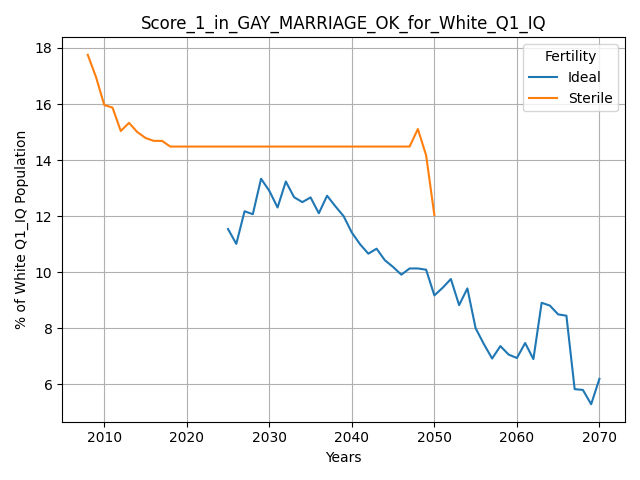 Score_1_in_GAY_MARRIAGE_OK_for_White_Q1_IQ
Fertility
Ideal
Sterile
% of White Q1_IQ Population
18
16
14
12
10
8
6
2010 2020 2030 2040 2050 2060 2070
Years